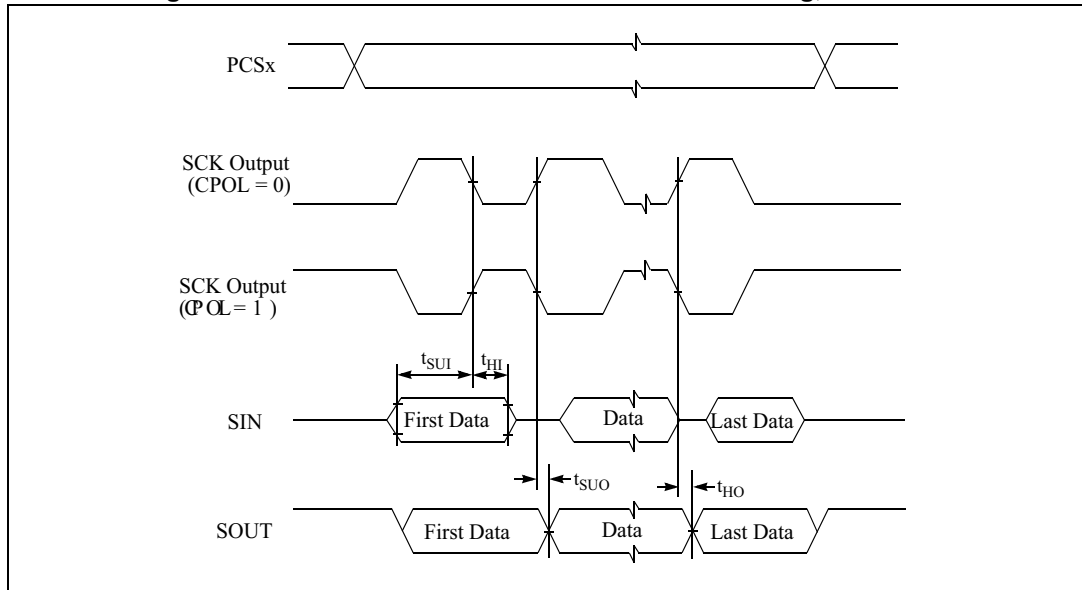 PCSx
SCK Output
(CPOL = 0)
SCK Output
(CPOL = 1 )
tSUI
tHI
SIN
First Data
Data
Last Data
tSUO
tHO
SOUT
First Data
Data
Last Data